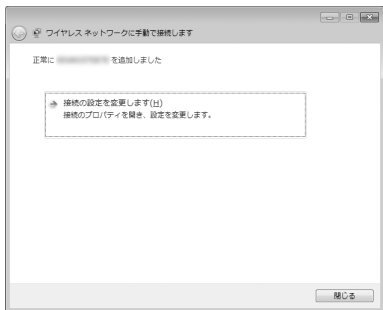 ワイヤレス ネットワークに手動で接続します
正常に を追加しました
接続の設定を変更します(H)
接続のプロパティを開き、設定を変更します。
閉じる